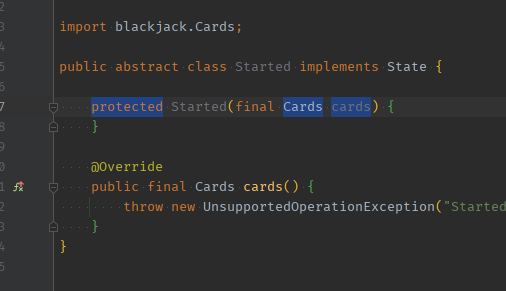 2
3 import blackjack.Cards;
4
5 public abstract class Started implements State {
6
7 protected Started(final Cards cards) {
8 }
9
0 @Override
1 public final Cards cards() {
2 throw new UnsupportedOperationException("Started
3 }
4 }
5